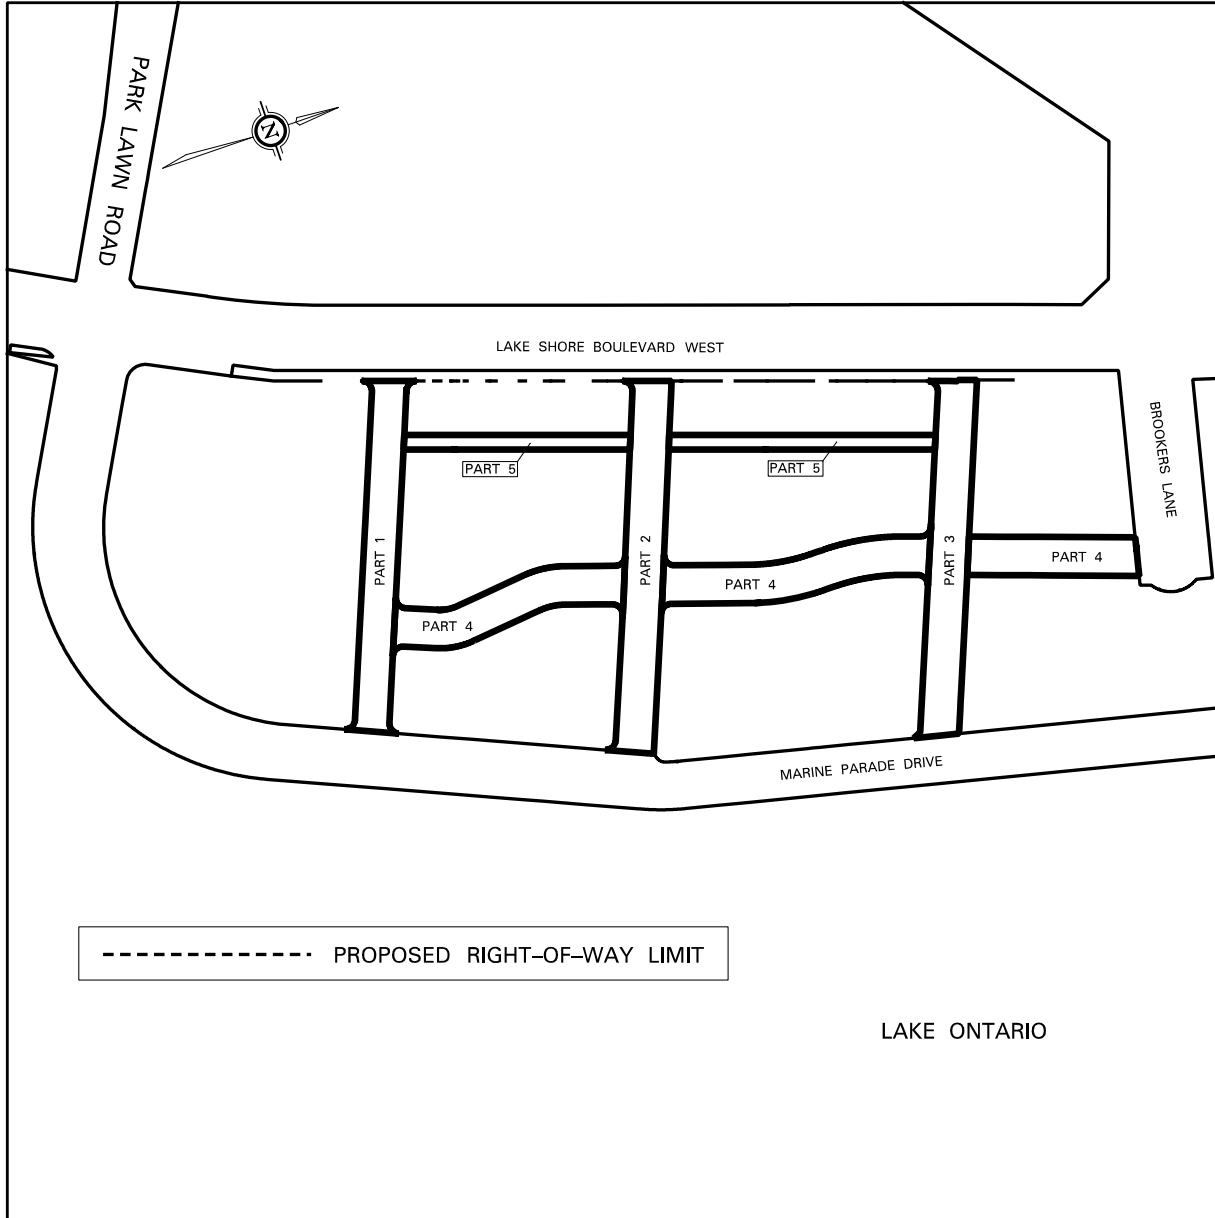 PARK LAWN ROAD
N
LAKE SHORE BOULEVARD WEST
BROOKERS LANE
PART 5
PART 5
PART 1
PART 2
PART 3
PART 4
PART 4
PART 4
MARINE PARADE DRIVE
PROPOSED RIGHT-OF-WAY LIMIT
LAKE ONTARIO